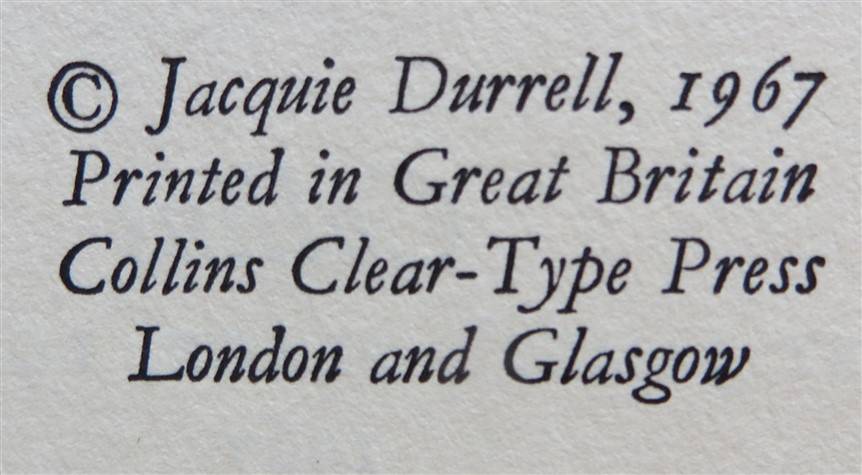 © Jacquie Durrell, 1967
Printed in Great Britain
Collins Clear-Type Press
London and Glasgow